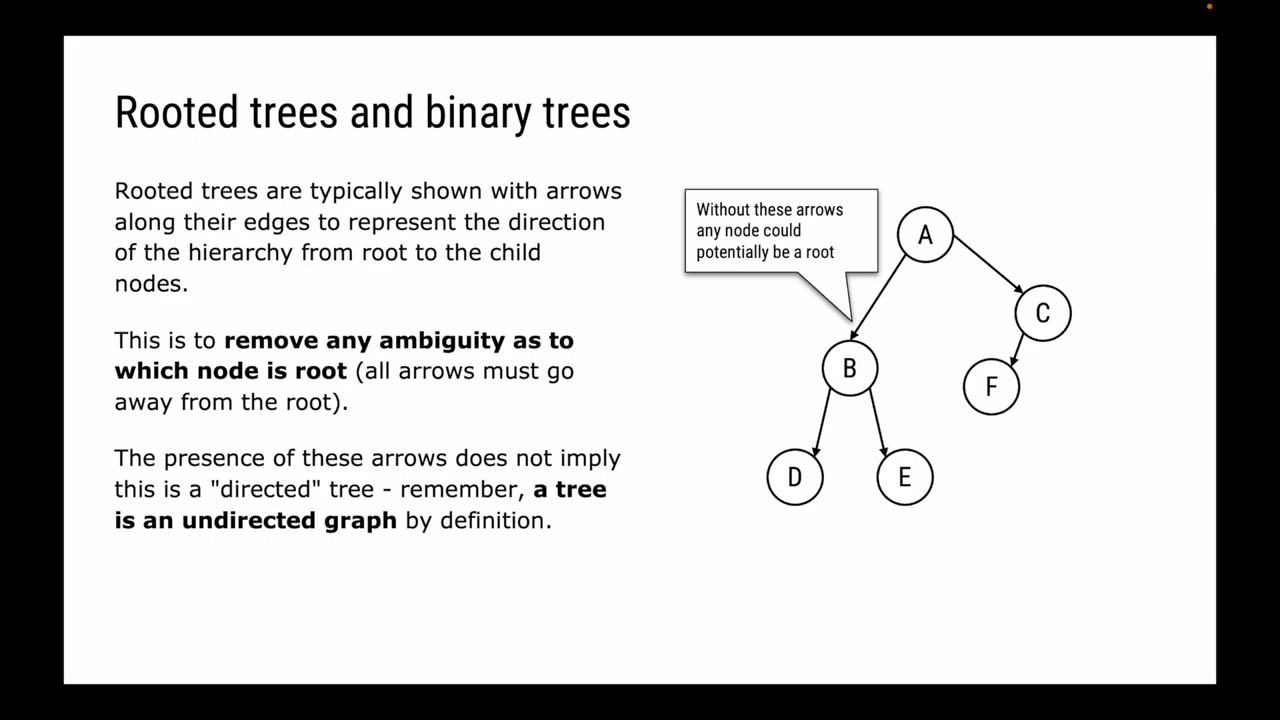 Rooted trees and binary trees
Rooted trees are typically shown with arrows
along their edges to represent the direction
of the hierarchy from root to the child
nodes.
This is to remove any ambiguity as to
which node is root (all arrows must go
away from the root).
The presence of these arrows does not imply
this is a "directed" tree - remember, a tree
is an undirected graph by definition.
Without these arrows
any node could
potentially be a root
A
C
B
F
D
E